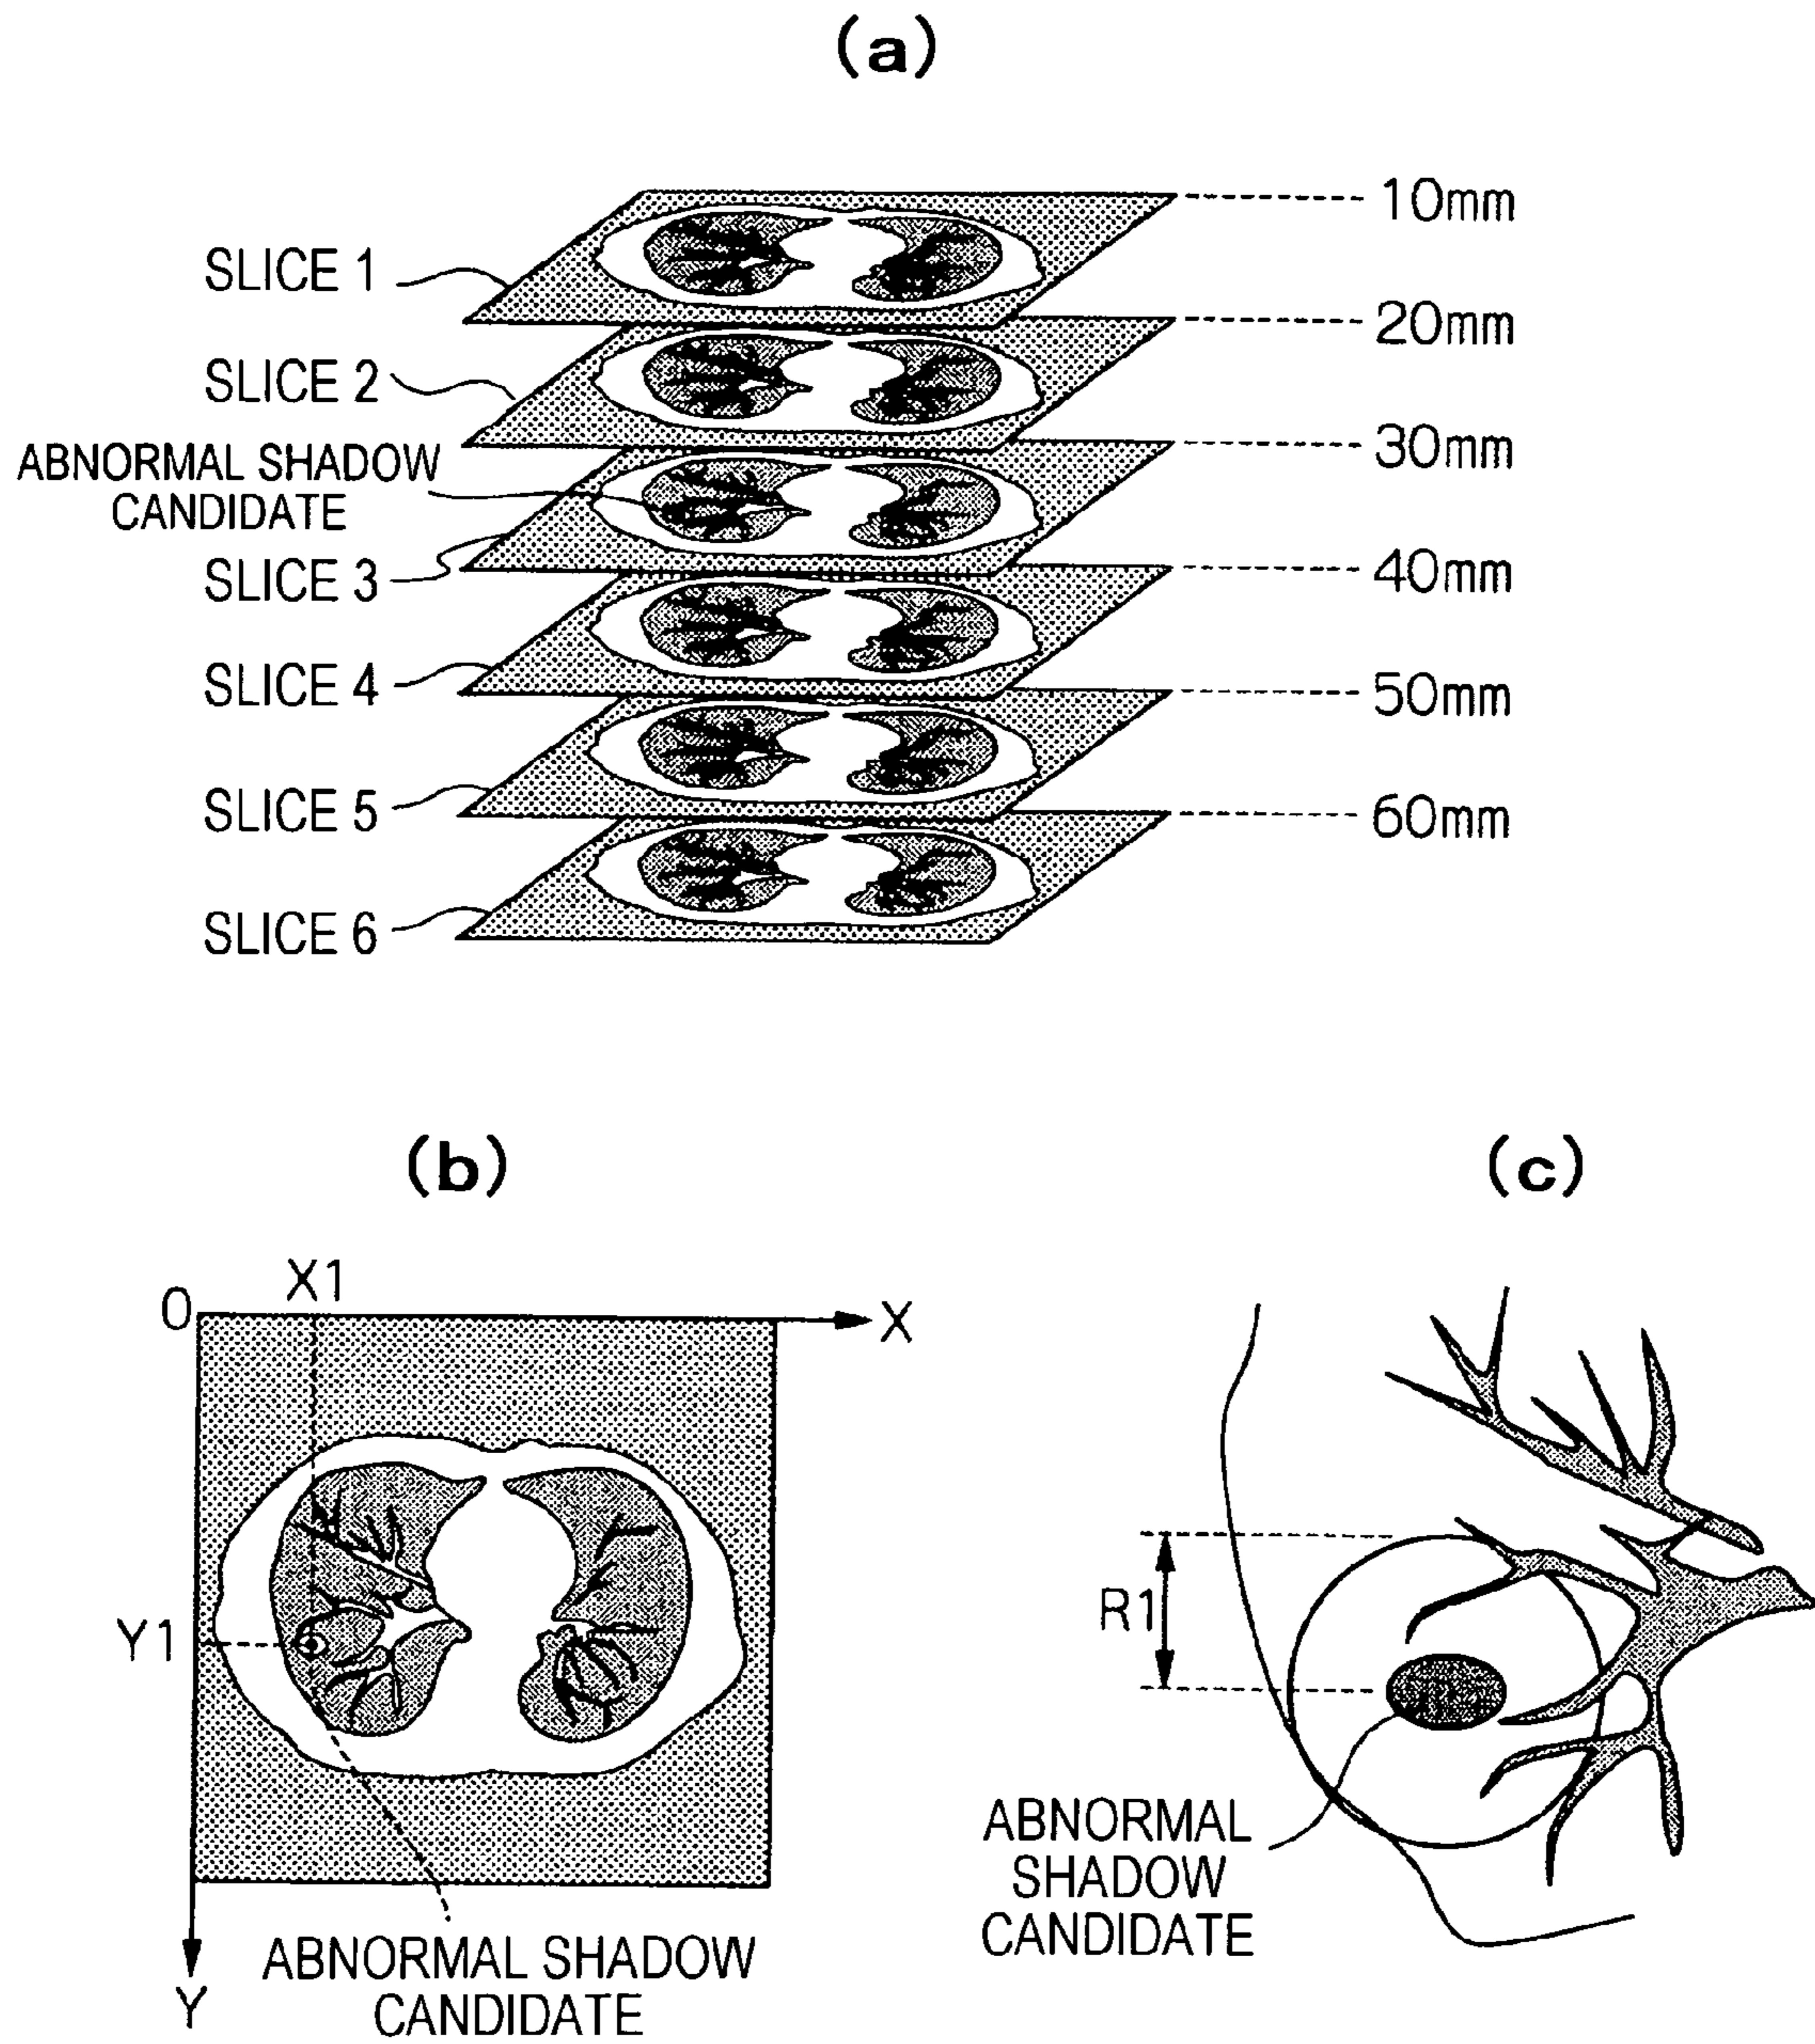 (a)
10mm
SLICE 1
20mm
SLICE 2
30mm
ABNORMAL SHADOW
CANDIDATE
SLICE 3
40mm
SLICE 4
50mm
SLICE 5
60mm
SLICE 6
(b)
X1
O
X
Y1
Y
ABNORMAL SHADOW
CANDIDATE
(c)
R1
ABNORMAL
SHADOW
CANDIDATE